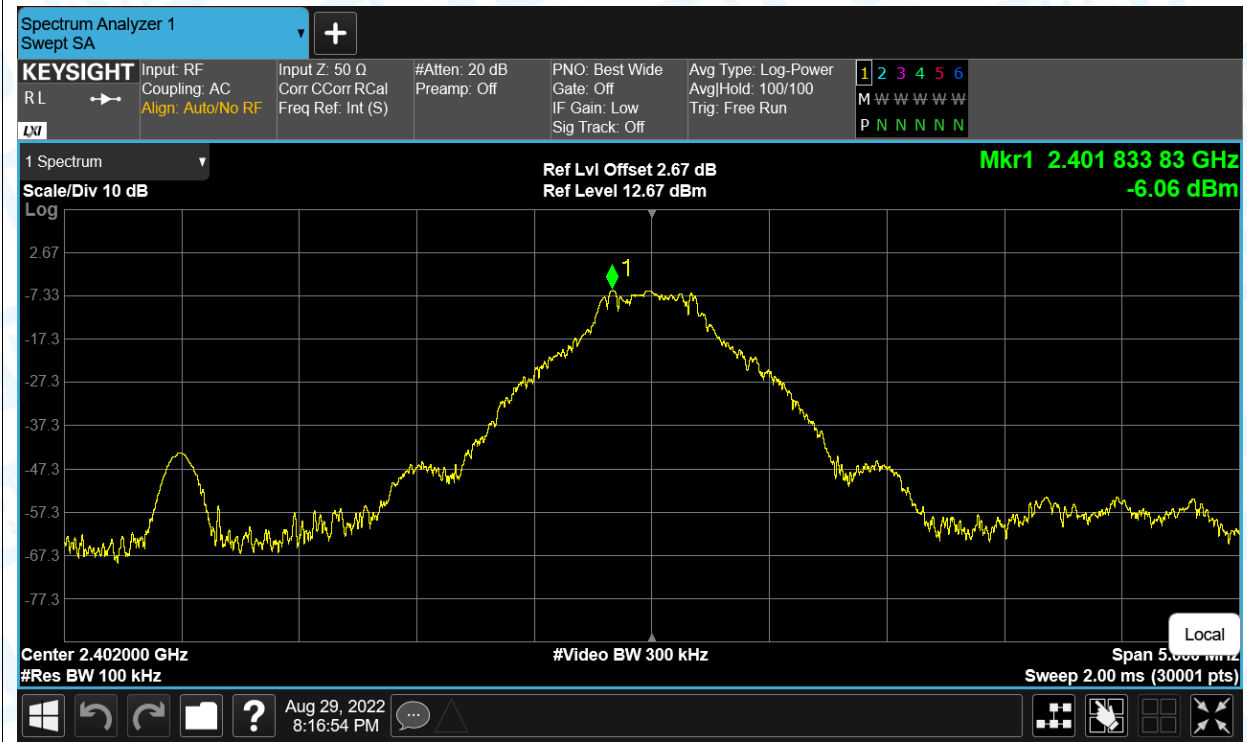 Spectrum Analyzer 1
Swept SA
+
KEYSIGHT
R L
LXI
Input: RF
Coupling: AC
Align: Auto/No RF
Input Z: 50 Ω
Corr CCorr RCal
Freq Ref: Int (S)
#Atten: 20 dB
Preamp: Off
PNO: Best Wide
Gate: Off
IF Gain: Low
Sig Track: Off
Avg Type: Log-Power
Avg|Hold: 100/100
Trig: Free Run
1 2 3 4 5 6
M W W W W W
P N N N N N
1 Spectrum
Scale/Div 10 dB
Log
Ref Lvl Offset 2.67 dB
Ref Level 12.67 dBm
Mkr1 2.401 833 83 GHz
-6.06 dBm
1
2.67
-7.33
-17.3
-27.3
-37.3
-47.3
-57.3
-67.3
-77.3
Local
Center 2.402000 GHz
#Res BW 100 kHz
#Video BW 300 kHz
Span 5.000 MHz
Sweep 2.00 ms (30001 pts)
?
Aug 29, 2022
8:16:54 PM